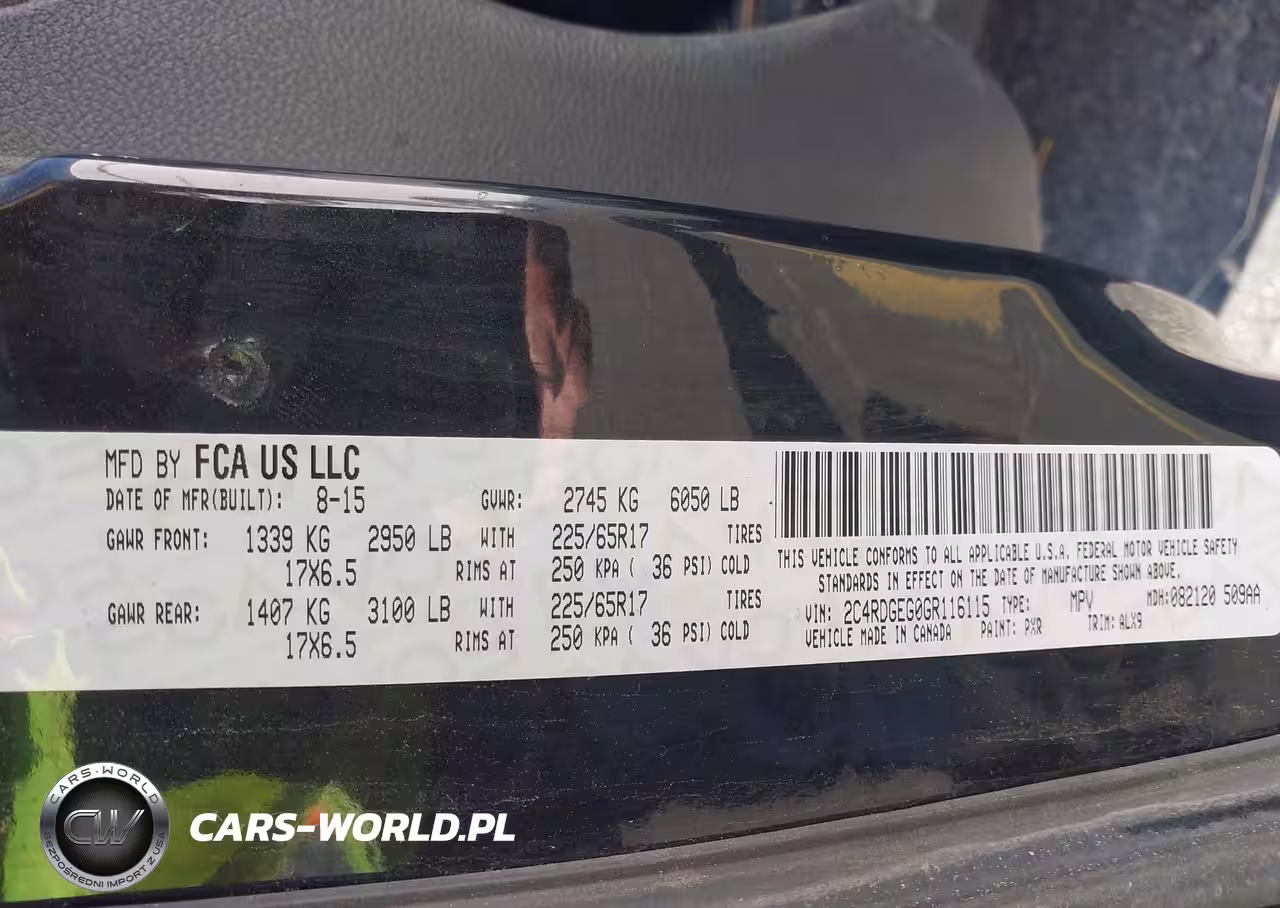 MFD BY FCA US LLC
DATE OF MFR(BUILT): 8-15 GVWR: 2745 KG 6050 LB
GAWR FRONT: 1339 KG 2950 LB WITH 225/65R17 TIRES
17X6.5 RIMS AT 250 KPA ( 36 PSI) COLD
GAWR REAR: 1407 KG 3100 LB WITH 225/65R17 TIRES
17X6.5 RIMS AT 250 KPA ( 36 PSI) COLD
THIS VEHICLE CONFORMS TO ALL APPLICABLE U.S.A. FEDERAL MOTOR VEHICLE SAFETY
STANDARDS IN EFFECT ON THE DATE OF MANUFACTURE SHOWN ABOVE.
VIN: 2C4RDGEG0GR116115 TYPE: MPV MDH:082120 509AA
VEHICLE MADE IN CANADA PAINT: PXR TRIM: ALX9
CARS-WORLD
CW
BEZPOŚREDNI IMPORT Z USA
CARS-WORLD.PL